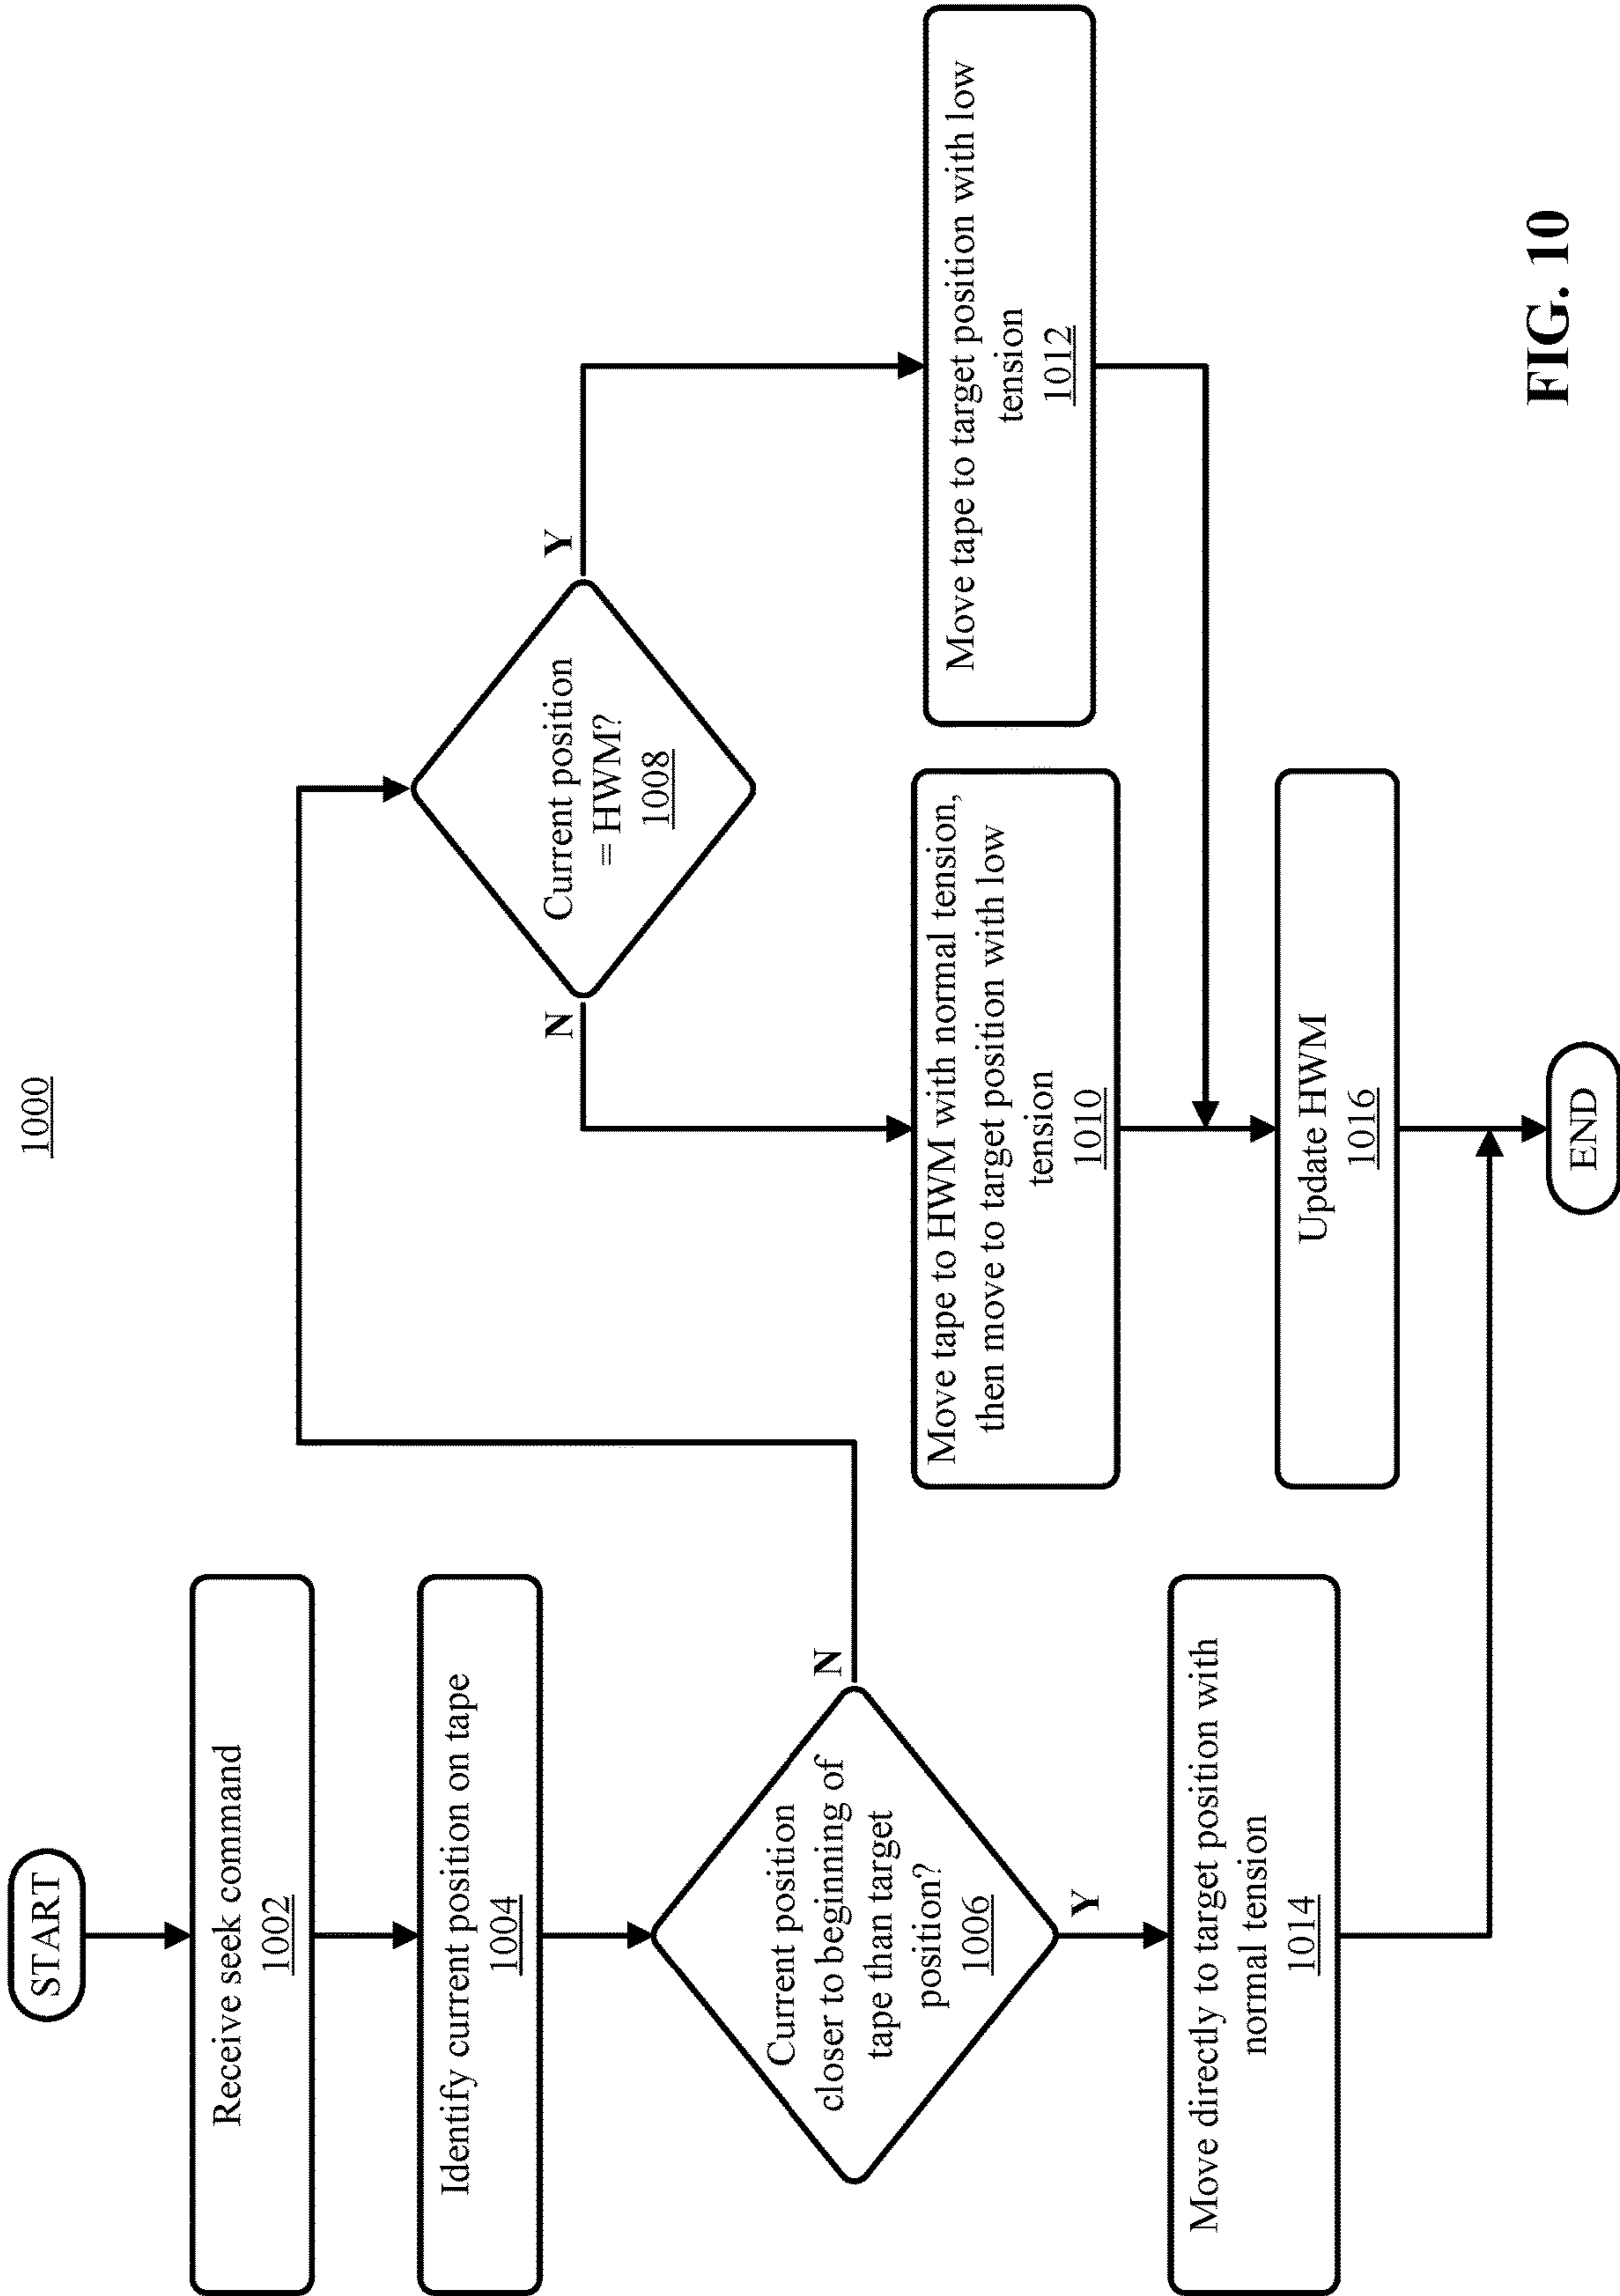 1000
START
Receive seek command
1002
Identify current position on tape
1004
Current position
closer to beginning of
tape than target
position?
1006
N
Y
Move directly to target position with
normal tension
1014
Current position
= HWM?
1008
N
Y
Move tape to HWM with normal tension,
then move to target position with low
tension
1010
Move tape to target position with low
tension
1012
Update HWM
1016
END
FIG. 10